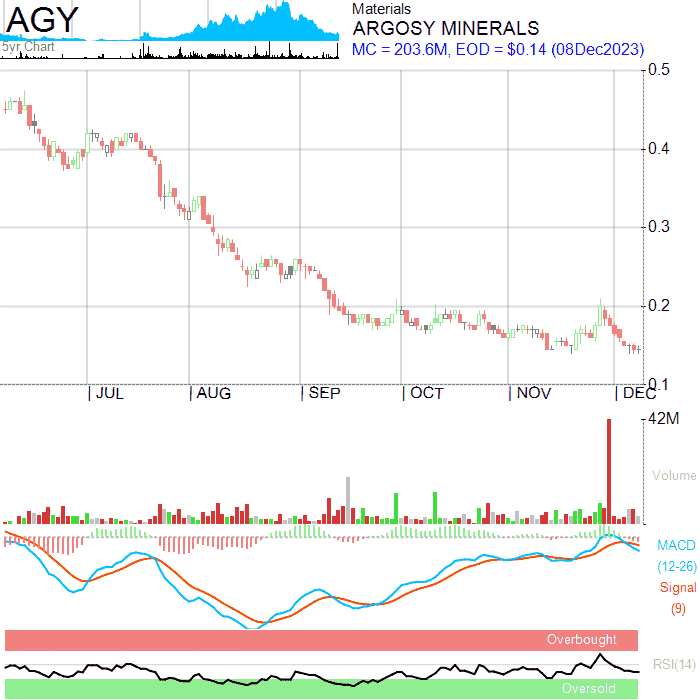 AGY
5yr Chart
Materials
ARGOSY MINERALS
MC = 203.6M, EOD = $0.14 (08Dec2023)
0.5
0.4
0.3
0.2
0.1
JUL AUG SEP OCT NOV DEC
42M
Volume
MACD
(12-26)
Signal
(9)
Overbought
RSI(14)
Oversold